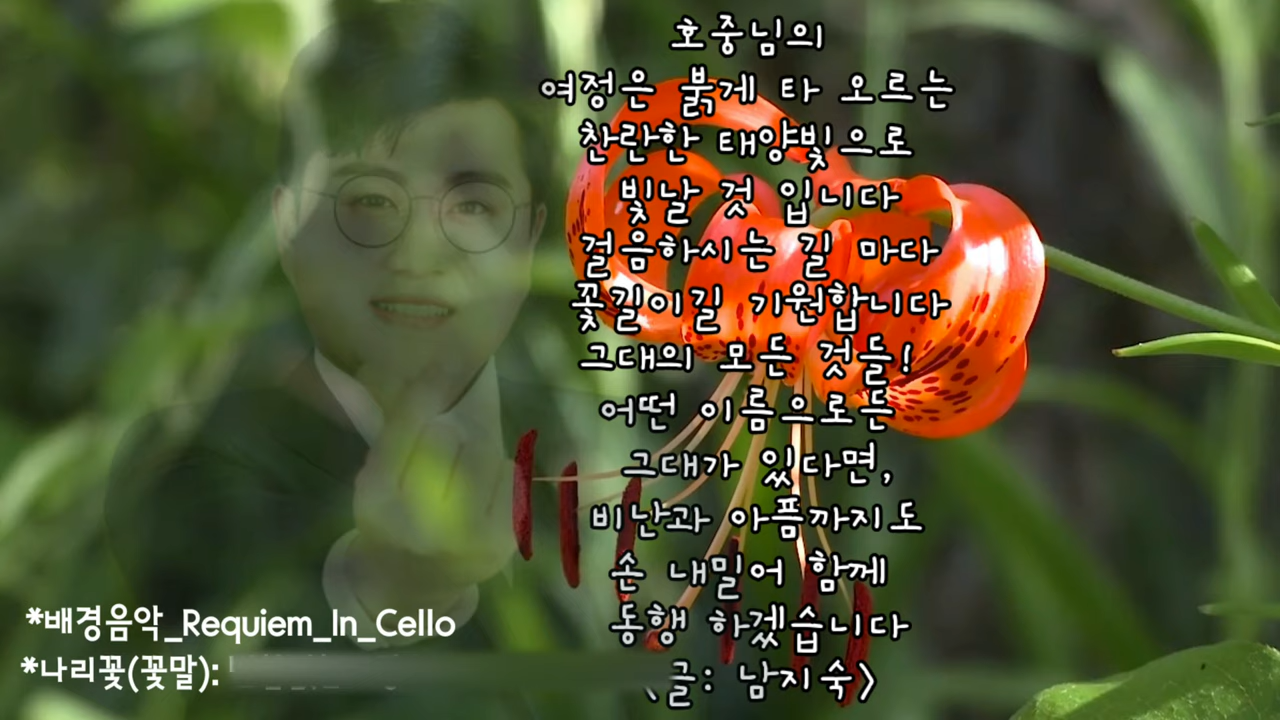 호중님의
여정은 붉게 타 오르는
찬란한 태양빛으로
빛날 것 입니다
걸음하시는 길 마다
꽃길이길 기원합니다
그대의 모든 것들!
어떤 이름으로든
그대가 있다면,
비난과 아픔까지도
손 내밀어 함께
동행 하겠습니다
<글: 남지숙>
*배경음악_Requiem_In_Cello
*나리꽃(꽃말):